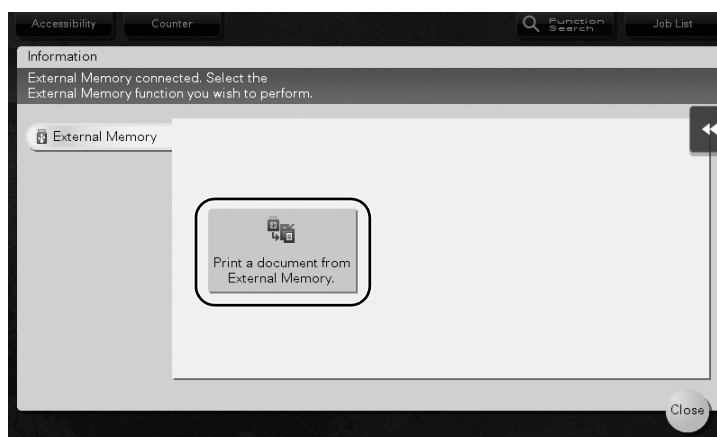 Accessibility
Counter
Function
Search
Job List
Information
External Memory connected. Select the
External Memory function you wish to perform.
External Memory
Print a document from
External Memory.
Close